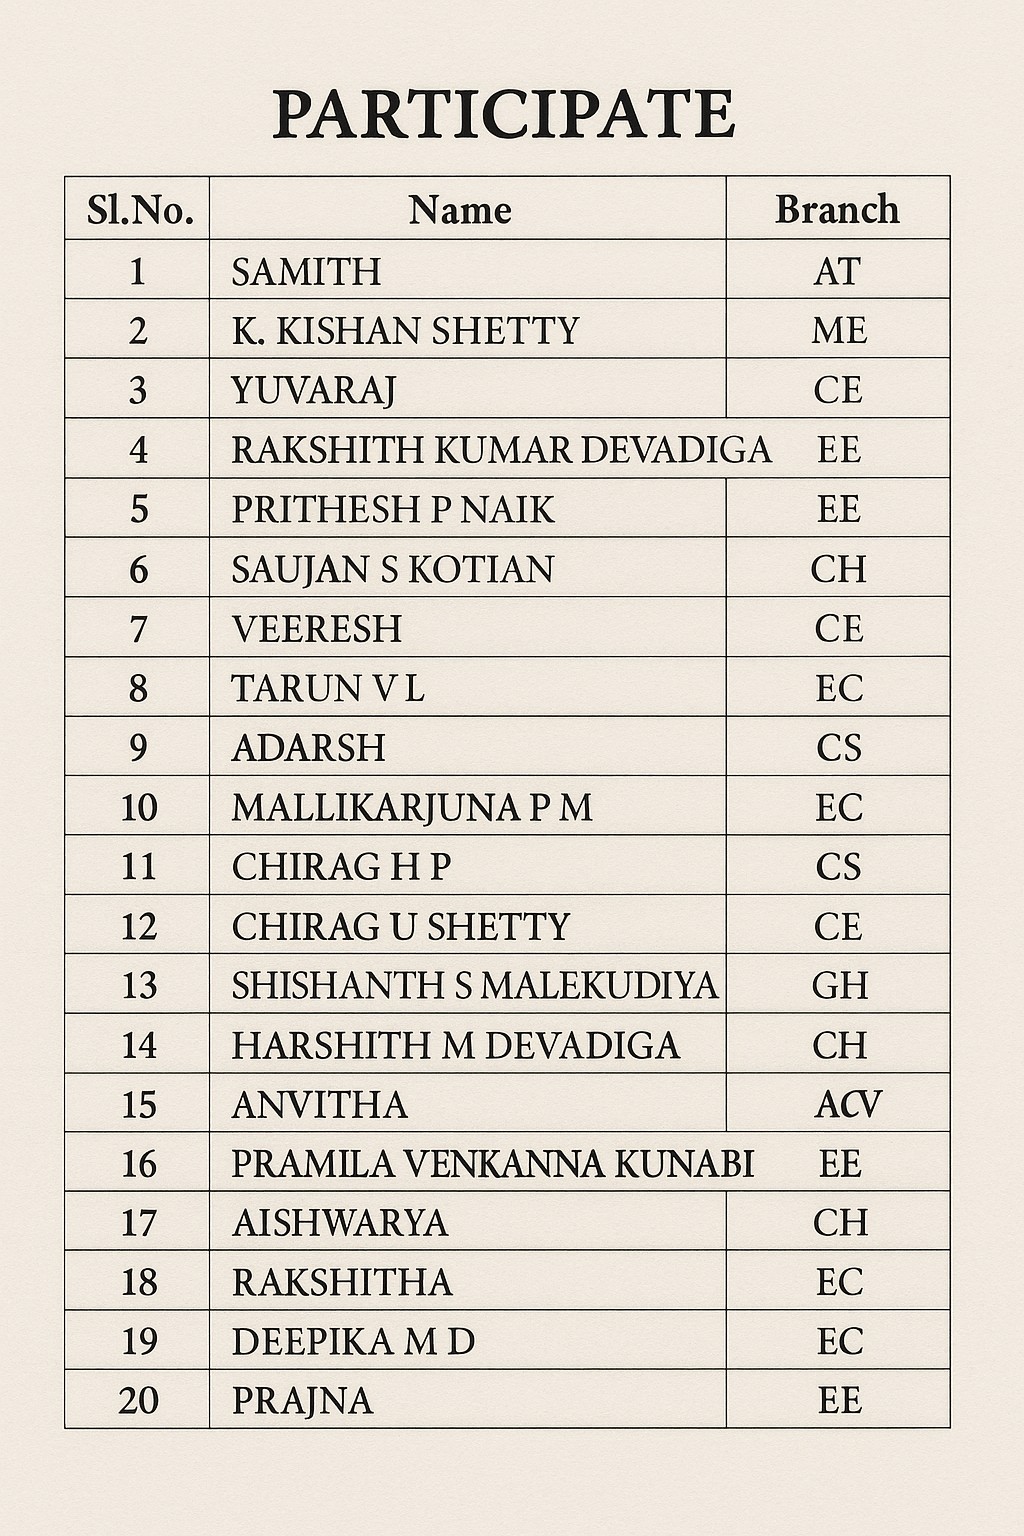 PARTICIPATE
Sl.No. Name Branch
1 SAMITH AT
2 K. KISHAN SHETTY ME
3 YUVARAJ CE
4 RAKSHITH KUMAR DEVADIGA EE
5 PRITHESH P NAIK EE
6 SAUJAN S KOTIAN CH
7 VEERESH CE
8 TARUN V L EC
9 ADARSH CS
10 MALLIKARJUNA P M EC
11 CHIRAG H P CS
12 CHIRAG U SHETTY CE
13 SHISHANTH S MALEKUDIYA GH
14 HARSHITH M DEVADIGA CH
15 ANVITHA ACV
16 PRAMILA VENKANNA KUNABI EE
17 AISHWARYA CH
18 RAKSHITHA EC
19 DEEPIKA M D EC
20 PRAJNA EE